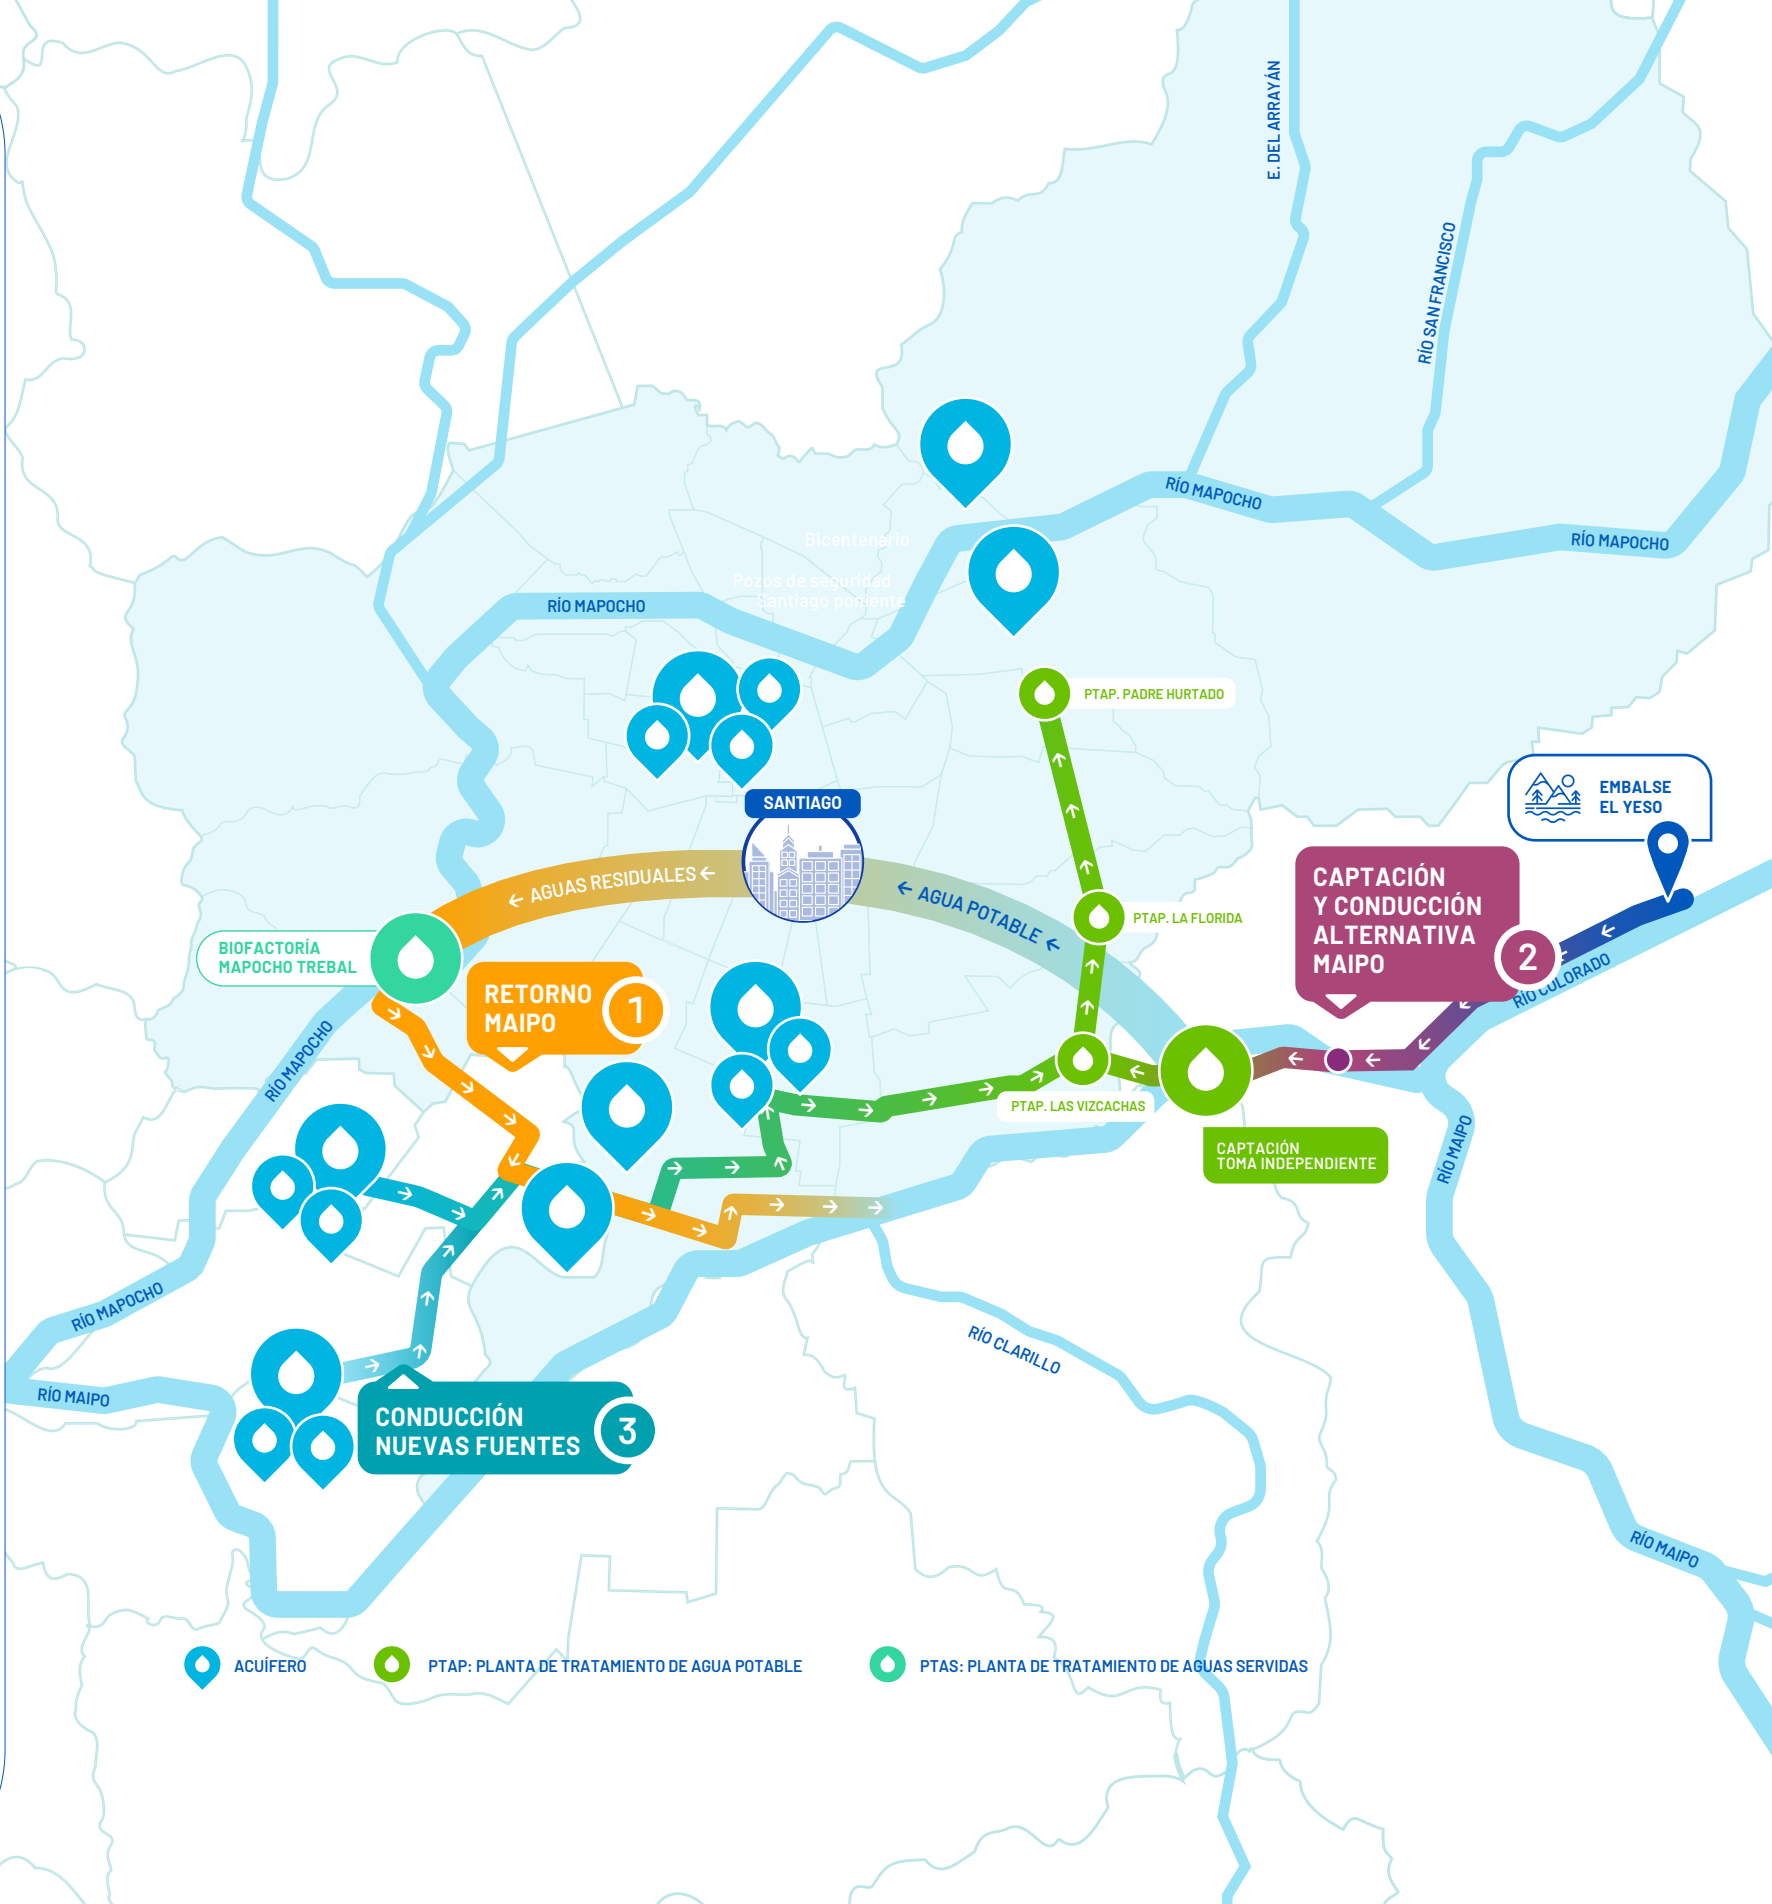 E. DEL ARRAYÁN
RÍO SAN FRANCISCO
RÍO MAPOCHO
RÍO MAPOCHO
Bicentenario
Pozos de seguridad
Santiago poniente
RÍO MAPOCHO
PTAP. PADRE HURTADO
EMBALSE
EL YESO
SANTIAGO
← AGUAS RESIDUALES ←
← AGUA POTABLE ←
PTAP. LA FLORIDA
CAPTACIÓN
Y CONDUCCIÓN
ALTERNATIVA
MAIPO
2
RÍO COLORADO
BIOFACTORÍA
MAPOCHO TREBAL
RETORNO
MAIPO
1
RÍO MAPOCHO
PTAP. LAS VIZCACHAS
CAPTACIÓN
TOMA INDEPENDIENTE
RÍO MAIPO
RÍO MAPOCHO
RÍO CLARILLO
RÍO MAIPO
CONDUCCIÓN
NUEVAS FUENTES
3
RÍO MAIPO
ACUÍFERO
PTAP: PLANTA DE TRATAMIENTO DE AGUA POTABLE
PTAS: PLANTA DE TRATAMIENTO DE AGUAS SERVIDAS